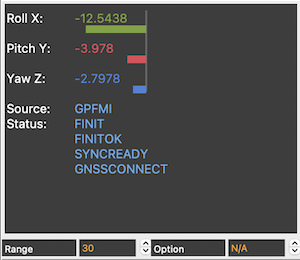 Roll X: -12.5438
Pitch Y: -3.978
Yaw Z: -2.7978
Source: GPFMI
Status: FINIT
FINITOK
SYNCREADY
GNSSCONNECT
Range 30 Option N/A